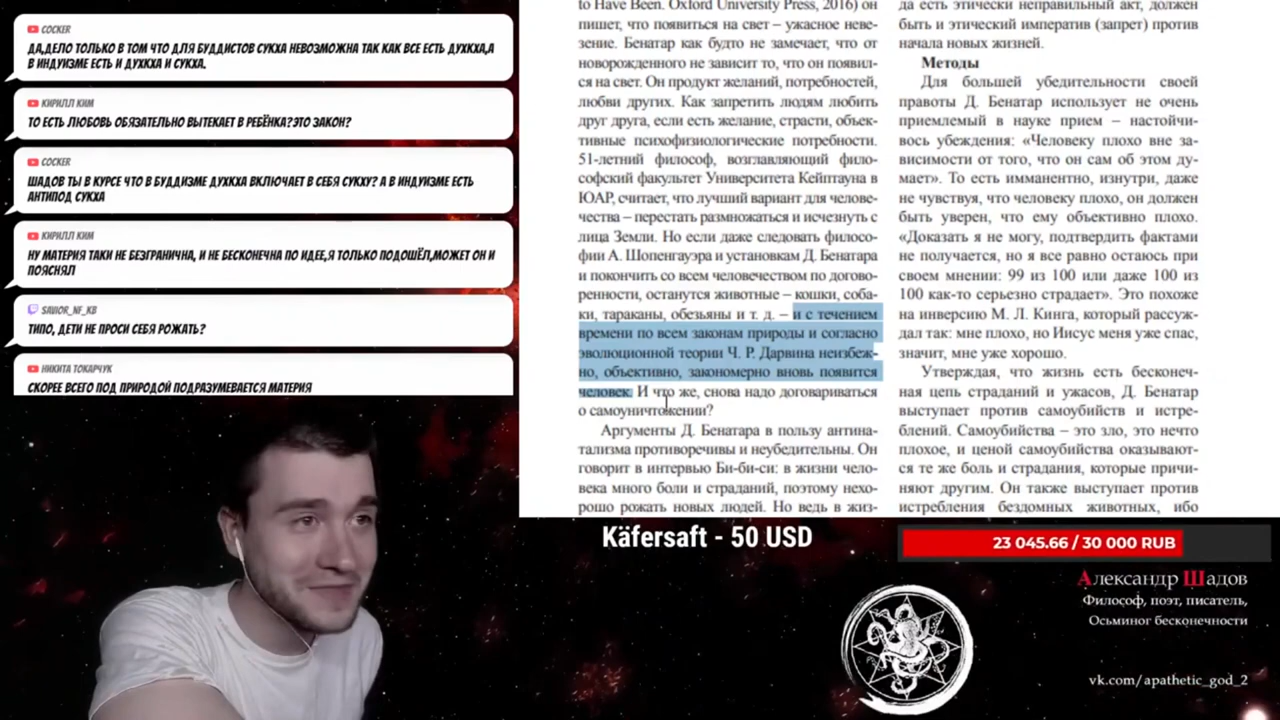 COCKER
ДА,ДЕЛО ТОЛЬКО В ТОМ ЧТО ДЛЯ БУДДИСТОВ СУКХА НЕВОЗМОЖНА ТАК КАК ВСЕ ЕСТЬ ДУХКХА,А
В ИНДУИЗМЕ ЕСТЬ И ДУХКХА И СУКХА.
КИРИЛЛ КИМ
ТО ЕСТЬ ЛЮБОВЬ ОБЯЗАТЕЛЬНО ВЫТЕКАЕТ В РЕБЁНКА?ЭТО ЗАКОН?
COCKER
ШАДОВ ТЫ В КУРСЕ ЧТО В БУДДИЗМЕ ДУХКХА ВКЛЮЧАЕТ В СЕБЯ СУКХУ? А В ИНДУИЗМЕ ЕСТЬ
АНТИПОД СУКХА
КИРИЛЛ КИМ
НУ МАТЕРИЯ ТАКИ НЕ БЕЗГРАНИЧНА, И НЕ БЕСКОНЕЧНА ПО ИДЕЕ,Я ТОЛЬКО ПОДОШЁЛ,МОЖЕТ ОН И
ПОЯСНЯЛ
SAVIOR_NF_KB
ТИПО, ДЕТИ НЕ ПРОСИ СЕБЯ РОЖАТЬ?
НИКИТА ТОКАРЧУК
СКОРЕЕ ВСЕГО ПОД ПРИРОДОЙ ПОДРАЗУМЕВАЕТСЯ МАТЕРИЯ
to Have Been. Oxford University Press, 2016) он
пишет, что появиться на свет – ужасное неве-
зение. Бенатар как будто не замечает, что от
новорожденного не зависит то, что он появил-
ся на свет. Он продукт желаний, потребностей,
любви других. Как запретить людям любить
друг друга, если есть желание, страсти, объек-
тивные психофизиологические потребности.
51-летний философ, возглавляющий фило-
софский факультет Университета Кейптауна в
ЮАР, считает, что лучший вариант для челове-
чества – перестать размножаться и исчезнуть с
лица Земли. Но если даже следовать филосо-
фии А. Шопенгауэра и установкам Д. Бенатара
и покончить со всем человечеством по догово-
ренности, останутся животные – кошки, соба-
ки, тараканы, обезьяны и т. д. – и с течением
времени по всем законам природы и согласно
эволюционной теории Ч. Р. Дарвина неизбеж-
но, объективно, закономерно вновь появится
человек. И что же, снова надо договариваться
о самоуничтожении?
Аргументы Д. Бенатара в пользу антина-
тализма противоречивы и неубедительны. Он
говорит в интервью Би-би-си: в жизни чело-
века много боли и страданий, поэтому нехо-
рошо рожать новых людей. Но ведь в жиз-
да есть этически неправильный акт, должен
быть и этический императив (запрет) против
начала новых жизней.
Методы
Для большей убедительности своей
правоты Д. Бенатар использует не очень
приемлемый в науке прием – настойчи-
вось убеждения: «Человеку плохо вне за-
висимости от того, что он сам об этом ду-
мает». То есть имманентно, изнутри, даже
не чувствуя, что человеку плохо, он должен
быть уверен, что ему объективно плохо.
«Доказать я не могу, подтвердить фактами
не получается, но я все равно остаюсь при
своем мнении: 99 из 100 или даже 100 из
100 как-то серьезно страдает». Это похоже
на инверсию М. Л. Кинга, который рассуж-
дал так: мне плохо, но Иисус меня уже спас,
значит, мне уже хорошо.
Утверждая, что жизнь есть бесконеч-
ная цепь страданий и ужасов, Д. Бенатар
выступает против самоубийств и истре-
блений. Самоубийства – это зло, это нечто
плохое, и ценой самоубийства оказывают-
ся те же боль и страдания, которые причи-
няют другим. Он также выступает против
истребления бездомных животных, ибо
Käfersaft - 50 USD
23 045.66 / 30 000 RUB
Александр Шадов
Философ, поэт, писатель,
Осьминог бесконечности
vk.com/apathetic_god_2